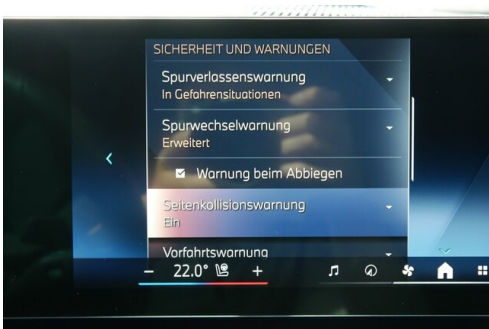 SICHERHEIT UND WARNUNGEN
Spurverlassenswarnung
In Gefahrensituationen
Spurwechselwarnung
Erweitert
Warnung beim Abbiegen
Seitenkollisionswarnung
Ein
Vorfahrtswarnung
- 22.0° +